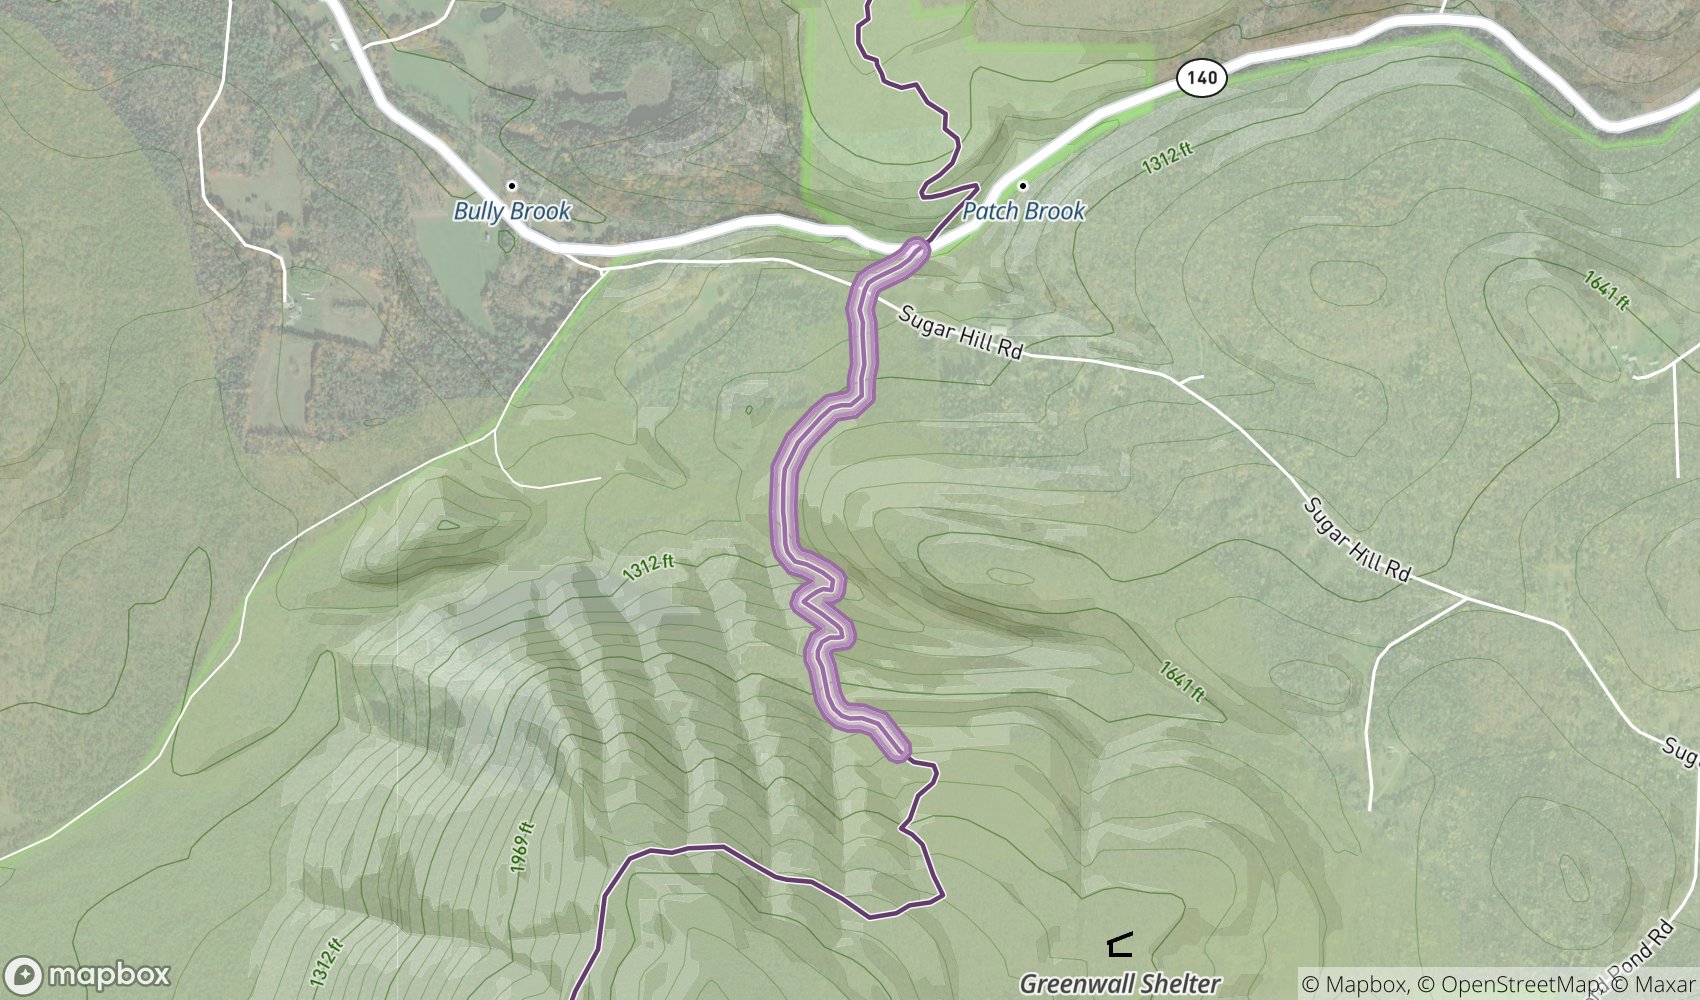 140
1312 ft
Bully Brook
Patch Brook
1641 ft
Sugar Hill Rd
Sugar Hill Rd
1312 ft
1641 ft
Sug
1969 ft
1312 ft
Pond Rd
Greenwall Shelter
mapbox
© Mapbox, © OpenStreetMap, © Maxar